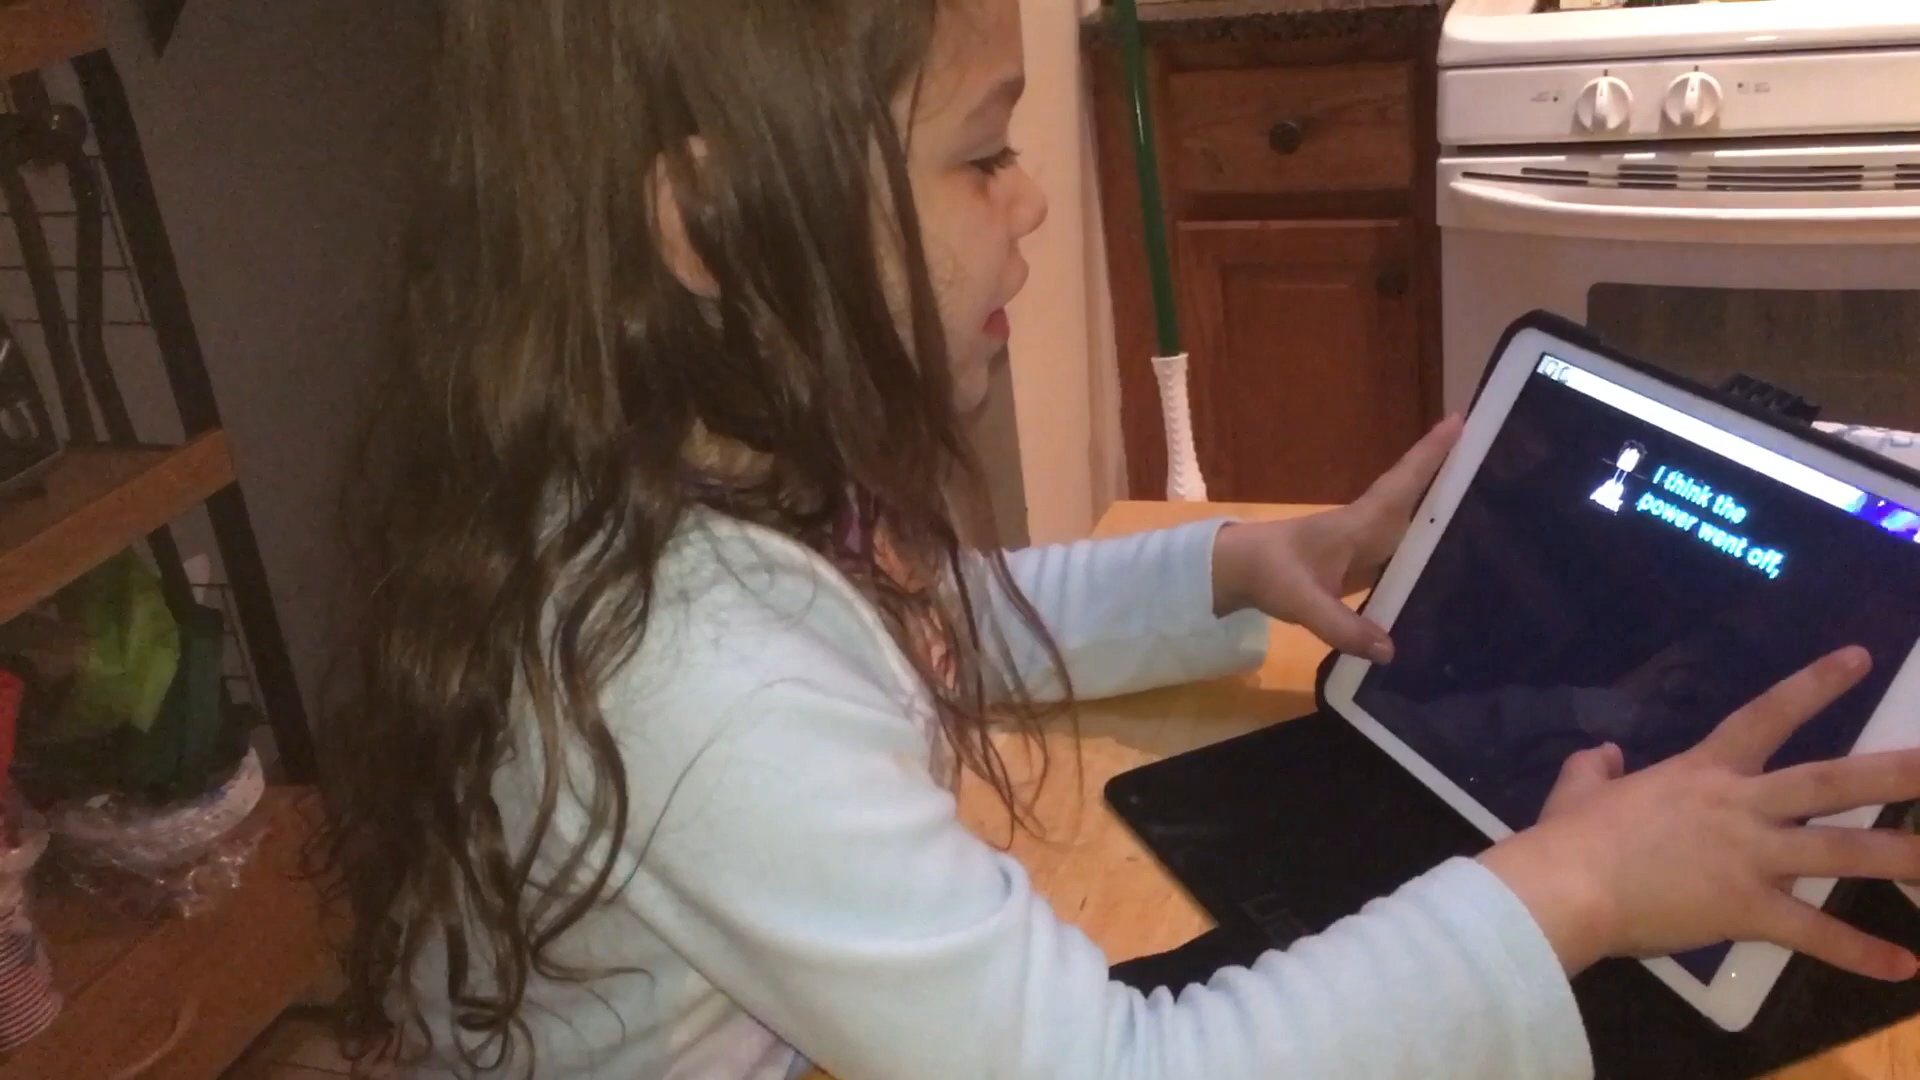 I think the
power went off,